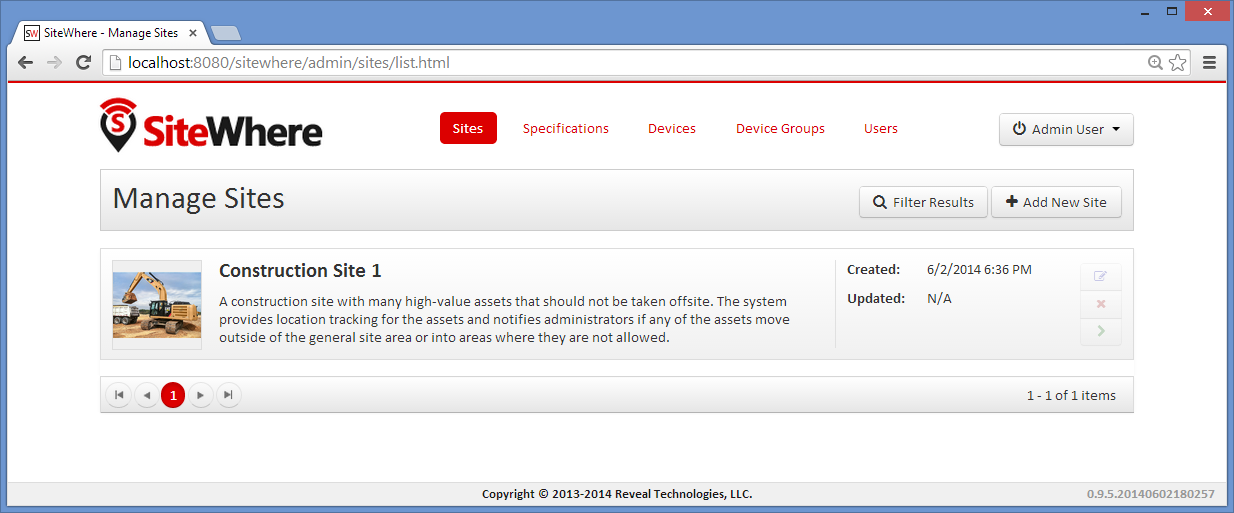 SW SiteWhere - Manage Sites
localhost:8080/sitewhere/admin/sites/list.html
S SiteWhere
Sites Specifications Devices Device Groups Users
Admin User
Manage Sites
Filter Results Add New Site
Construction Site 1
A construction site with many high-value assets that should not be taken offsite. The system
provides location tracking for the assets and notifies administrators if any of the assets move
outside of the general site area or into areas where they are not allowed.
Created: 6/2/2014 6:36 PM
Updated: N/A
1
1 - 1 of 1 items
Copyright © 2013-2014 Reveal Technologies, LLC.
0.9.5.20140602180257